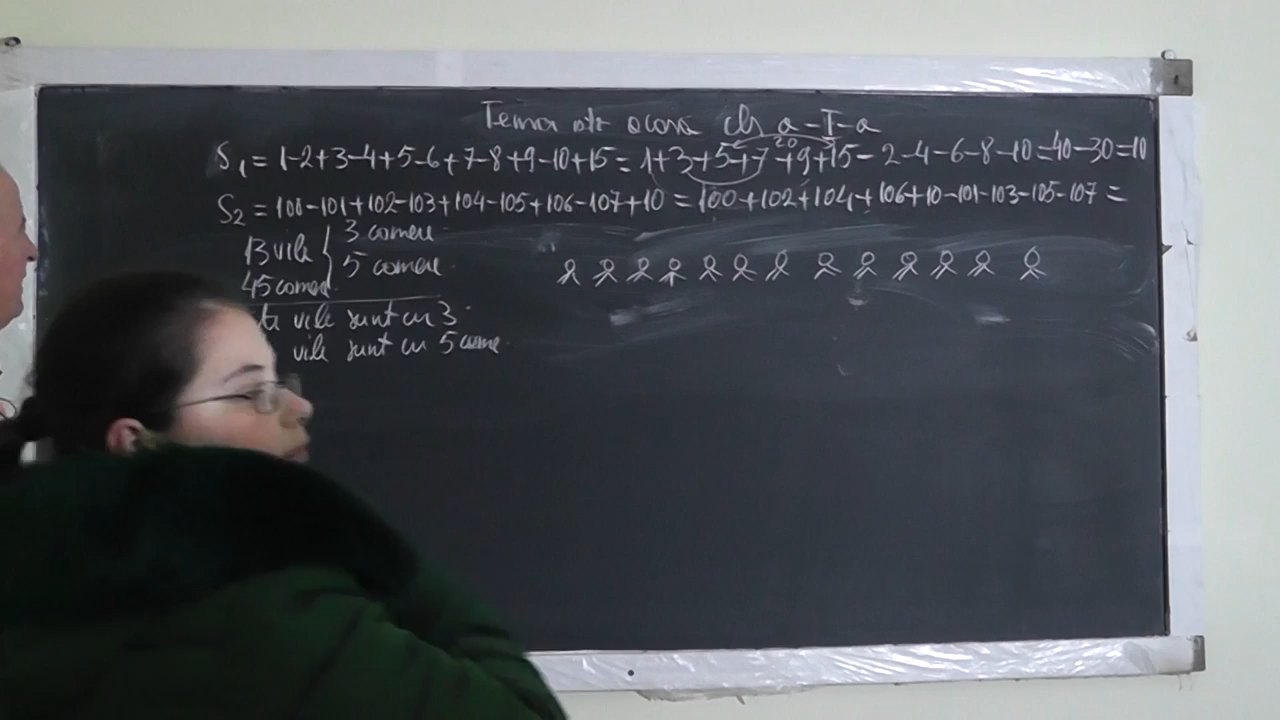 Tema ptr acasă cls a-I-a
S₁ = 1-2+3-4+5-6+7-8+9-10+15 = 1+3+5+7+9+15-2-4-6-8-10=40-30=10
20
S₂ = 100-101+102-103+104-105+106-107+10 = 100+102+104+106+10-101-103-105-107 =
13 vile 3 camere
5 camere
45 camere
vile sunt cu 3
vile sunt cu 5 came